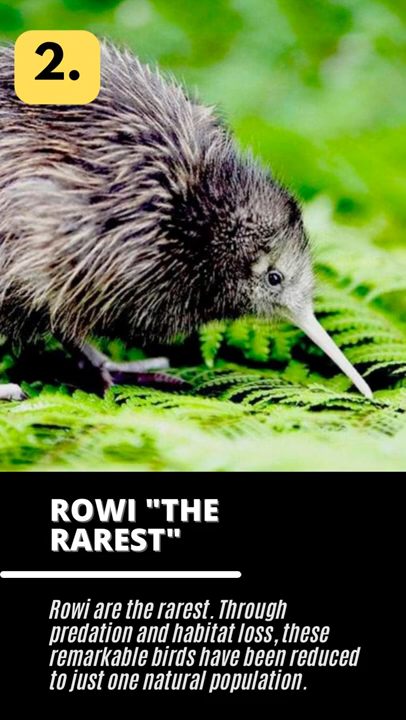 2.
ROWI "THE
RAREST"
Rowi are the rarest. Through
predation and habitat loss, these
remarkable birds have been reduced
to just one natural population.